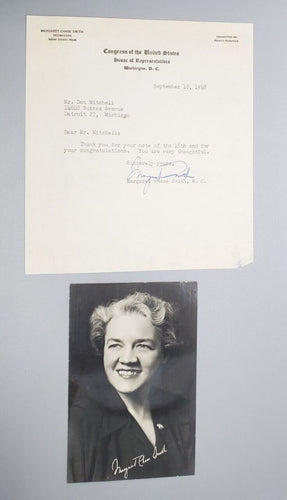 MARGARET CHASE SMITH
Congress of the United States
House of Representatives
Washington, D. C.
September 18, 1948
Mr. Don Mitchell
Avenue
Detroit 27, Michigan
Dear Mr. Mitchell:
Thank you for your note of the 15th and for
your congratulations. You are very thoughtful.
Sincerely yours,
Margaret Chase Smith, M. C.
Margaret Chase Smith